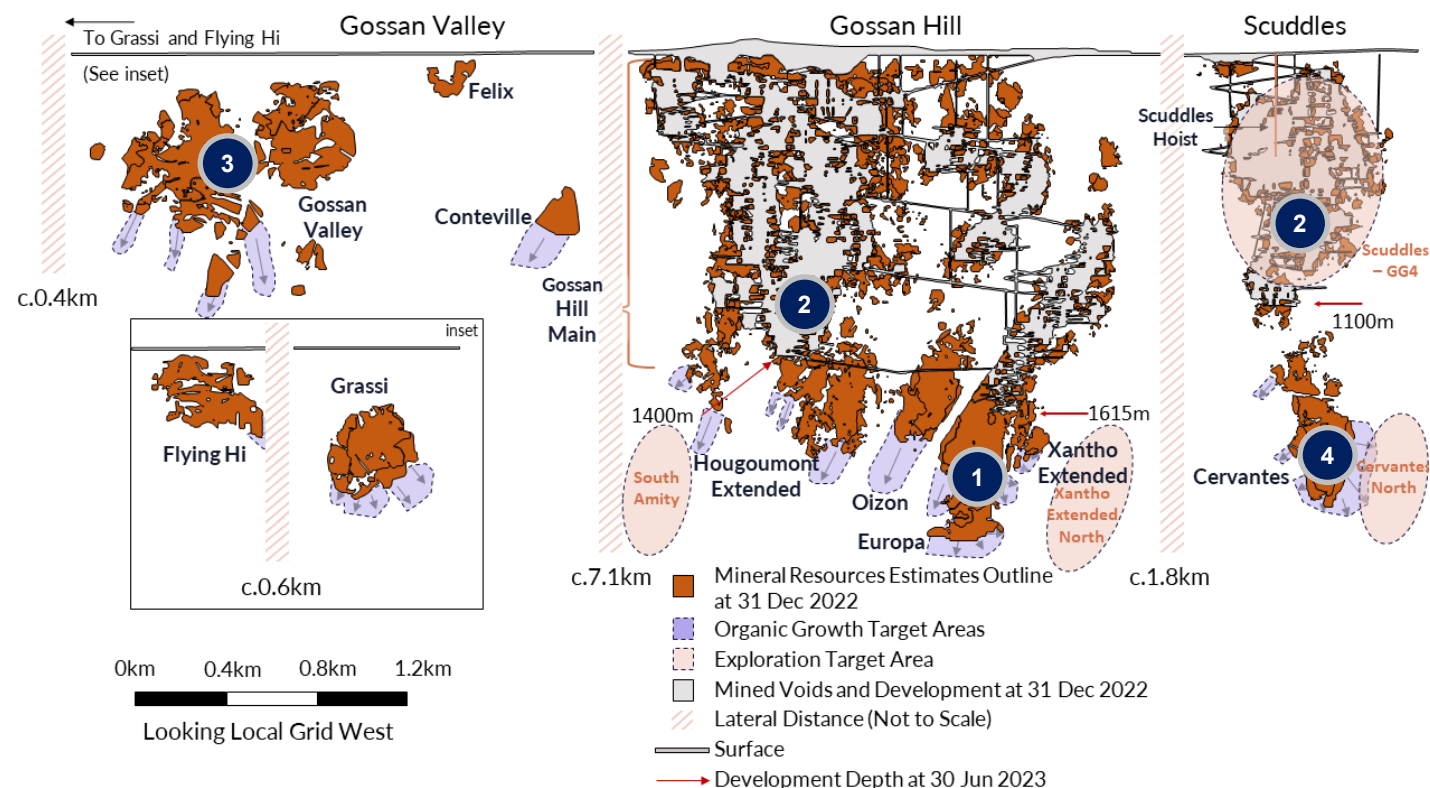 Gossan Valley
Gossan Hill
Scuddles
To Grassi and Flying Hi
(See inset)
Felix
3
Gossan
Valley
Conteville
c.0.4km
Gossan
Hill
Main
2
Scuddles
Hoist
2
Scuddles
– GG4
1100m
inset
Grassi
Flying Hi
c.0.6km
1400m
1615m
South
Amity
Hougoumont
Extended
Oizon
1
Europa
Xantho
Extended
Xantho
Extended
North
Cervantes
4
Cervantes
North
c.7.1km
c.1.8km
Mineral Resources Estimates Outline
at 31 Dec 2022
Organic Growth Target Areas
Exploration Target Area
Mined Voids and Development at 31 Dec 2022
Lateral Distance (Not to Scale)
Surface
Development Depth at 30 Jun 2023
0km 0.4km 0.8km 1.2km
Looking Local Grid West